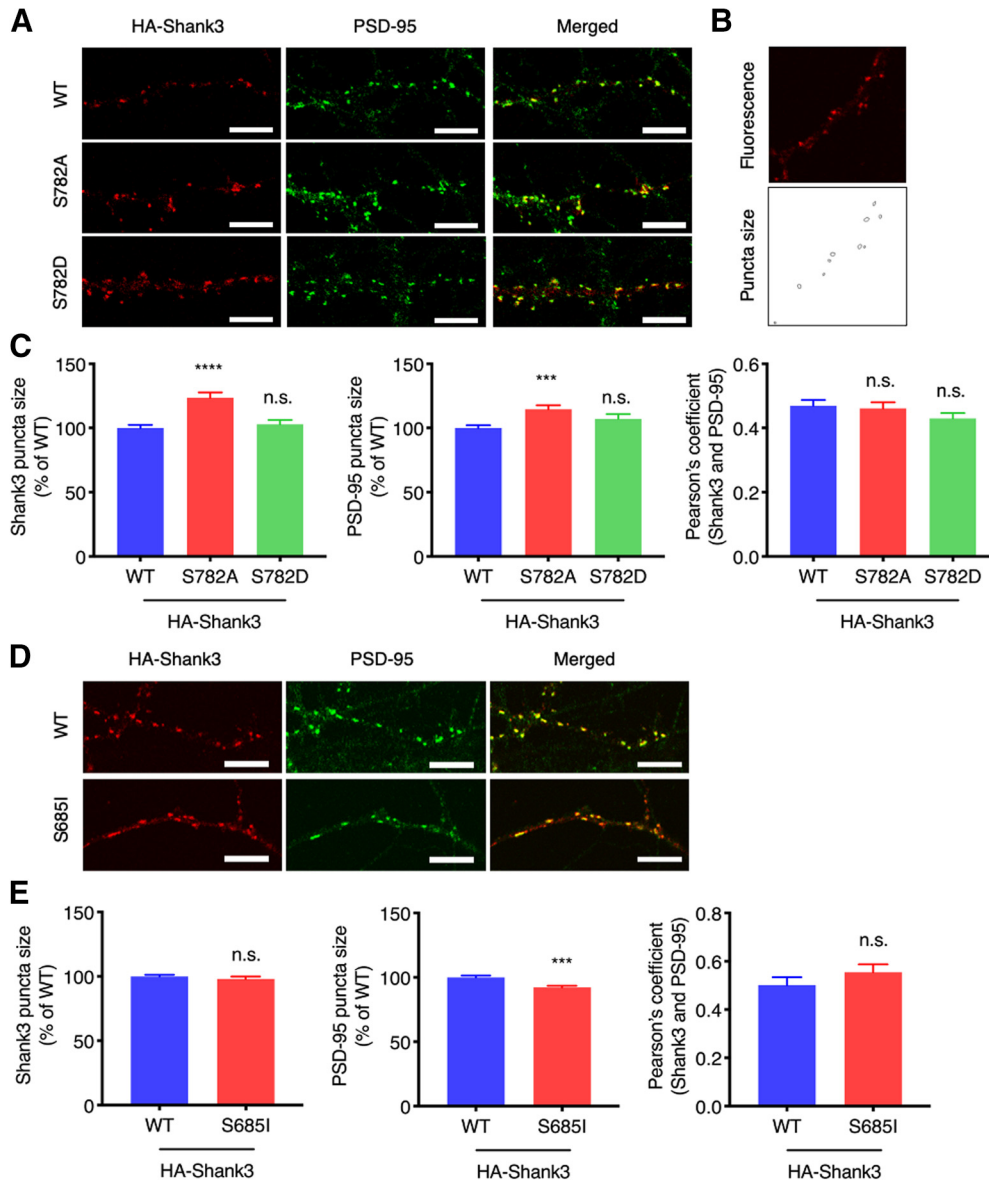 A
HA-Shank3
PSD-95
Merged
WT
S782A
S782D
B
Fluorescence
Puncta size
C
Shank3 puncta size
(% of WT)
150
100
50
0
****
n.s.
WT
S782A
S782D
HA-Shank3
PSD-95 puncta size
(% of WT)
150
100
50
0
***
n.s.
WT
S782A
S782D
HA-Shank3
Pearson's coefficient
(Shank3 and PSD-95)
0.6
0.4
0.2
0.0
n.s.
n.s.
WT
S782A
S782D
HA-Shank3
D
HA-Shank3
PSD-95
Merged
WT
S685I
E
Shank3 puncta size
(% of WT)
150
100
50
0
n.s.
WT
S685I
HA-Shank3
PSD-95 puncta size
(% of WT)
150
100
50
0
***
WT
S685I
HA-Shank3
Pearson's coefficient
(Shank3 and PSD-95)
0.8
0.6
0.4
0.2
0.0
n.s.
WT
S685I
HA-Shank3